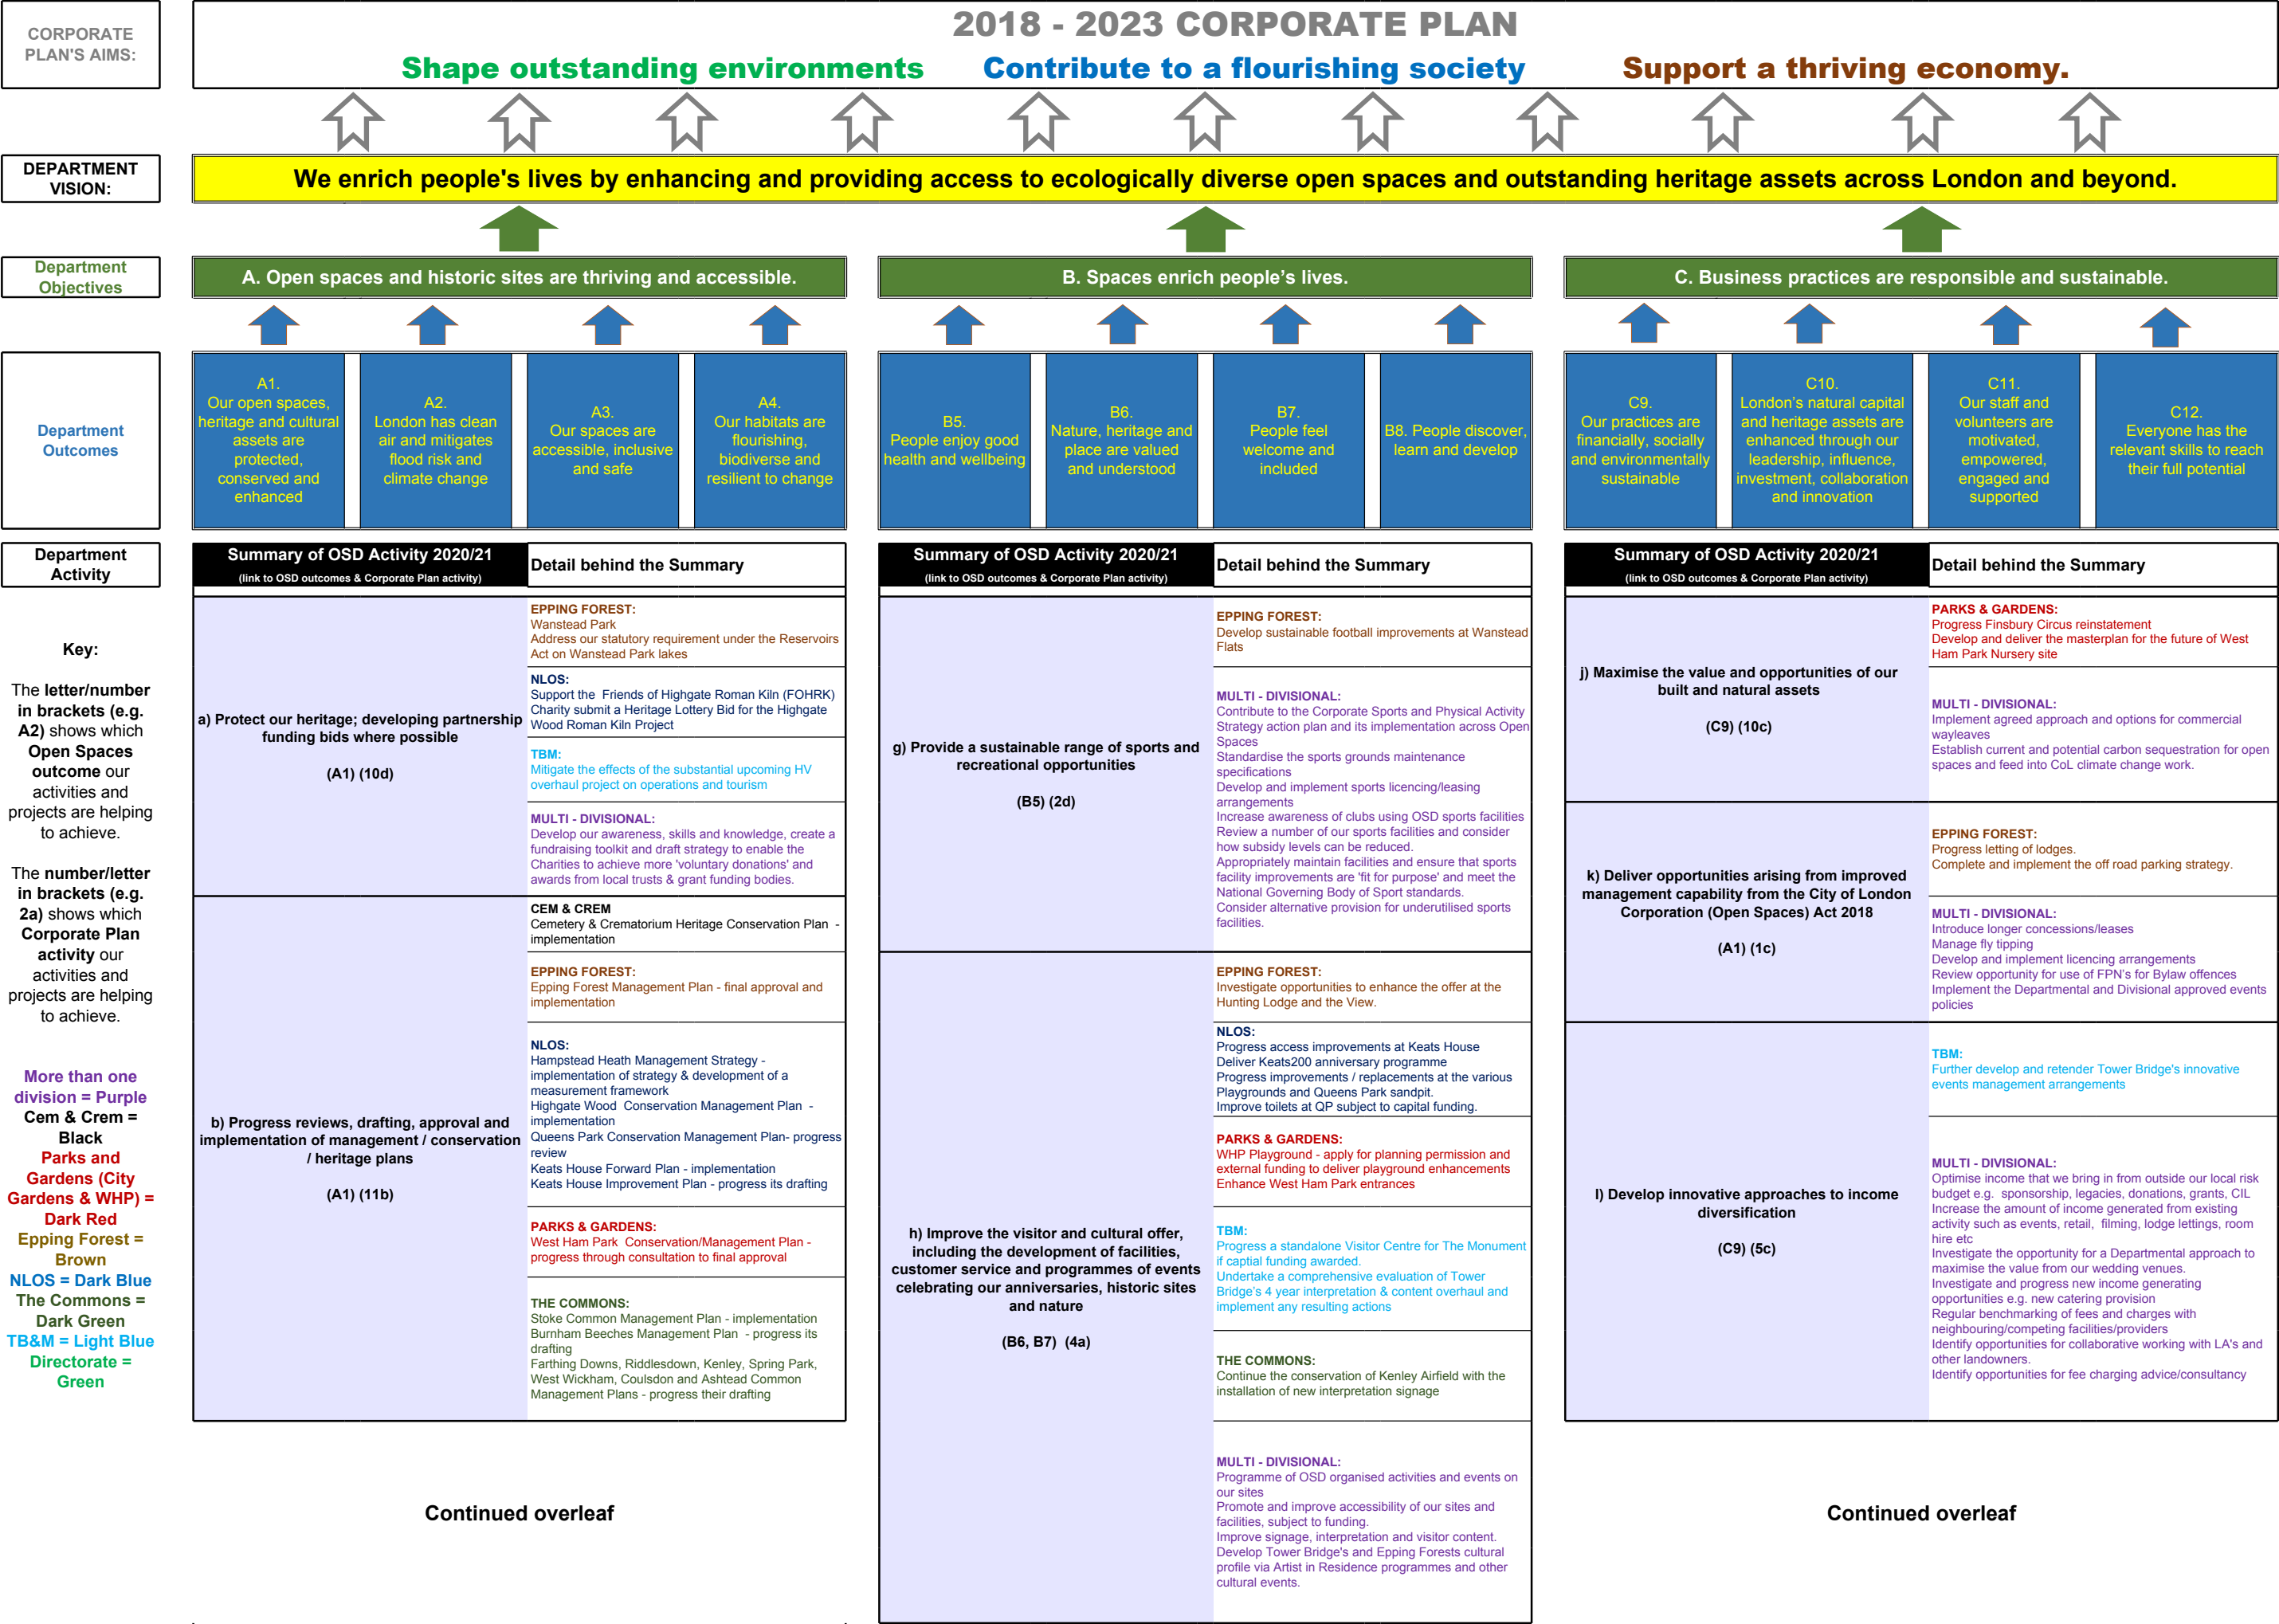 CORPORATE
PLAN'S AIMS:
2018 - 2023 CORPORATE PLAN
Shape outstanding environments
Contribute to a flourishing society
Support a thriving economy.
DEPARTMENT
VISION:
We enrich people's lives by enhancing and providing access to ecologically diverse open spaces and outstanding heritage assets across London and beyond.
Department
Objectives
A. Open spaces and historic sites are thriving and accessible.
B. Spaces enrich people's lives.
C. Business practices are responsible and sustainable.
Department
Outcomes
A1.
Our open spaces,
heritage and cultural
assets are
protected,
conserved and
enhanced
A2.
London has clean
air and mitigates
flood risk and
climate change
A3.
Our spaces are
accessible, inclusive
and safe
A4.
Our habitats are
flourishing,
biodiverse and
resilient to change
B5.
People enjoy good
health and wellbeing
B6.
Nature, heritage and
place are valued
and understood
B7.
People feel
welcome and
included
B8. People discover,
learn and develop
C9.
Our practices are
financially, socially
and environmentally
sustainable
C10.
London's natural capital
and heritage assets are
enhanced through our
leadership, influence,
investment, collaboration
and innovation
C11.
Our staff and
volunteers are
motivated,
empowered,
engaged and
supported
C12.
Everyone has the
relevant skills to reach
their full potential
Department
Activity
Key:
The letter/number
in brackets (e.g.
A2) shows which
Open Spaces
outcome our
activities and
projects are helping
to achieve.
The number/letter
in brackets (e.g.
2a) shows which
Corporate Plan
activity our
activities and
projects are helping
to achieve.
More than one
division = Purple
Cem & Crem =
Black
Parks and
Gardens (City
Gardens & WHP) =
Dark Red
Epping Forest =
Brown
NLOS = Dark Blue
The Commons =
Dark Green
TB&M = Light Blue
Directorate =
Green
Summary of OSD Activity 2020/21
(link to OSD outcomes & Corporate Plan activity)
Detail behind the Summary
a) Protect our heritage; developing partnership
funding bids where possible
(A1) (10d)
EPPING FOREST:
Wanstead Park
Address our statutory requirement under the Reservoirs
Act on Wanstead Park lakes
NLOS:
Support the  Friends of Highgate Roman Kiln (FOHRK)
Charity submit a Heritage Lottery Bid for the Highgate
Wood Roman Kiln Project
TBM:
Mitigate the effects of the substantial upcoming HV
overhaul project on operations and tourism
MULTI - DIVISIONAL:
Develop our awareness, skills and knowledge, create a
fundraising toolkit and draft strategy to enable the
Charities to achieve more 'voluntary donations' and
awards from local trusts & grant funding bodies.
b) Progress reviews, drafting, approval and
implementation of management / conservation
/ heritage plans
(A1) (11b)
CEM & CREM
Cemetery & Crematorium Heritage Conservation Plan  -
implementation
EPPING FOREST:
Epping Forest Management Plan - final approval and
implementation
NLOS:
Hampstead Heath Management Strategy -
implementation of strategy & development of a
measurement framework
Highgate Wood  Conservation Management Plan  -
implementation
Queens Park Conservation Management Plan- progress
review
Keats House Forward Plan - implementation
Keats House Improvement Plan - progress its drafting
PARKS & GARDENS:
West Ham Park  Conservation/Management Plan -
progress through consultation to final approval
THE COMMONS:
Stoke Common Management Plan - implementation
Burnham Beeches Management Plan  - progress its
drafting
Farthing Downs, Riddlesdown, Kenley, Spring Park,
West Wickham, Coulsdon and Ashtead Common
Management Plans - progress their drafting
Continued overleaf
Summary of OSD Activity 2020/21
(link to OSD outcomes & Corporate Plan activity)
Detail behind the Summary
g) Provide a sustainable range of sports and
recreational opportunities
(B5) (2d)
EPPING FOREST:
Develop sustainable football improvements at Wanstead
Flats
MULTI - DIVISIONAL:
Contribute to the Corporate Sports and Physical Activity
Strategy action plan and its implementation across Open
Spaces
Standardise the sports grounds maintenance
specifications
Develop and implement sports licencing/leasing
arrangements
Increase awareness of clubs using OSD sports facilities
Review a number of our sports facilities and consider
how subsidy levels can be reduced.
Appropriately maintain facilities and ensure that sports
facility improvements are 'fit for purpose' and meet the
National Governing Body of Sport standards.
Consider alternative provision for underutilised sports
facilities.
h) Improve the visitor and cultural offer,
including the development of facilities,
customer service and programmes of events
celebrating our anniversaries, historic sites
and nature
(B6, B7)  (4a)
EPPING FOREST:
Investigate opportunities to enhance the offer at the
Hunting Lodge and the View.
NLOS:
Progress access improvements at Keats House
Deliver Keats200 anniversary programme
Progress improvements / replacements at the various
Playgrounds and Queens Park sandpit.
Improve toilets at QP subject to capital funding.
PARKS & GARDENS:
WHP Playground - apply for planning permission and
external funding to deliver playground enhancements
Enhance West Ham Park entrances
TBM:
Progress a standalone Visitor Centre for The Monument
if captial funding awarded.
Undertake a comprehensive evaluation of Tower
Bridge's 4 year interpretation & content overhaul and
implement any resulting actions
THE COMMONS:
Continue the conservation of Kenley Airfield with the
installation of new interpretation signage
MULTI - DIVISIONAL:
Programme of OSD organised activities and events on
our sites
Promote and improve accessibility of our sites and
facilities, subject to funding.
Improve signage, interpretation and visitor content.
Develop Tower Bridge's and Epping Forests cultural
profile via Artist in Residence programmes and other
cultural events.
Summary of OSD Activity 2020/21
(link to OSD outcomes & Corporate Plan activity)
Detail behind the Summary
j) Maximise the value and opportunities of our
built and natural assets
(C9) (10c)
PARKS & GARDENS:
Progress Finsbury Circus reinstatement
Develop and deliver the masterplan for the future of West
Ham Park Nursery site
MULTI - DIVISIONAL:
Implement agreed approach and options for commercial
wayleaves
Establish current and potential carbon sequestration for open
spaces and feed into CoL climate change work.
k) Deliver opportunities arising from improved
management capability from the City of London
Corporation (Open Spaces) Act 2018
(A1) (1c)
EPPING FOREST:
Progress letting of lodges.
Complete and implement the off road parking strategy.
MULTI - DIVISIONAL:
Introduce longer concessions/leases
Manage fly tipping
Develop and implement licencing arrangements
Review opportunity for use of FPN's for Bylaw offences
Implement the Departmental and Divisional approved events
policies
l) Develop innovative approaches to income
diversification
(C9) (5c)
TBM:
Further develop and retender Tower Bridge's innovative
events management arrangements
MULTI - DIVISIONAL:
Optimise income that we bring in from outside our local risk
budget e.g.  sponsorship, legacies, donations, grants, CIL
Increase the amount of income generated from existing
activity such as events, retail,  filming, lodge lettings, room
hire etc
Investigate the opportunity for a Departmental approach to
maximise the value from our wedding venues.
Investigate and progress new income generating
opportunities e.g. new catering provision
Regular benchmarking of fees and charges with
neighbouring/competing facilities/providers
Identify opportunities for collaborative working with LA's and
other landowners.
Identify opportunities for fee charging advice/consultancy
Continued overleaf